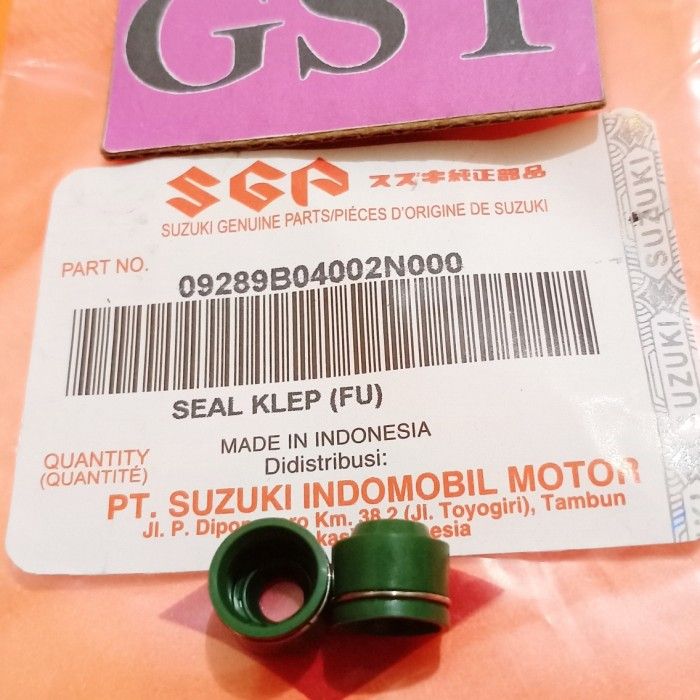 GST
SGP スズキ純正部品
SUZUKI GENUINE PARTS/PIÈCES D'ORIGINE DE SUZUKI
PART NO. 09289B04002N000
SEAL KLEP (FU)
MADE IN INDONESIA
QUANTITY
(QUANTITÉ)
Didistribusi:
PT. SUZUKI INDOMOBIL MOTOR
Jl. P. Km. 38,2 (Jl. Toyogiri), Tambun
SUZUKI
UZUKI